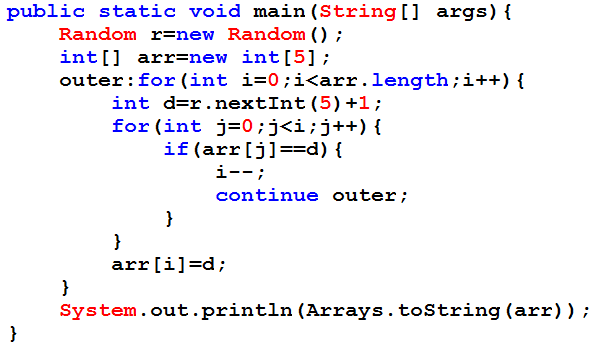 public static void main(String[] args){
    Random r=new Random();
    int[] arr=new int[5];
    outer:for(int i=0;i<arr.length;i++){
        int d=r.nextInt(5)+1;
        for(int j=0;j<i;j++){
            if(arr[j]==d){
                i--;
                continue outer;
            }
        }
        arr[i]=d;
    }
    System.out.println(Arrays.toString(arr));
}